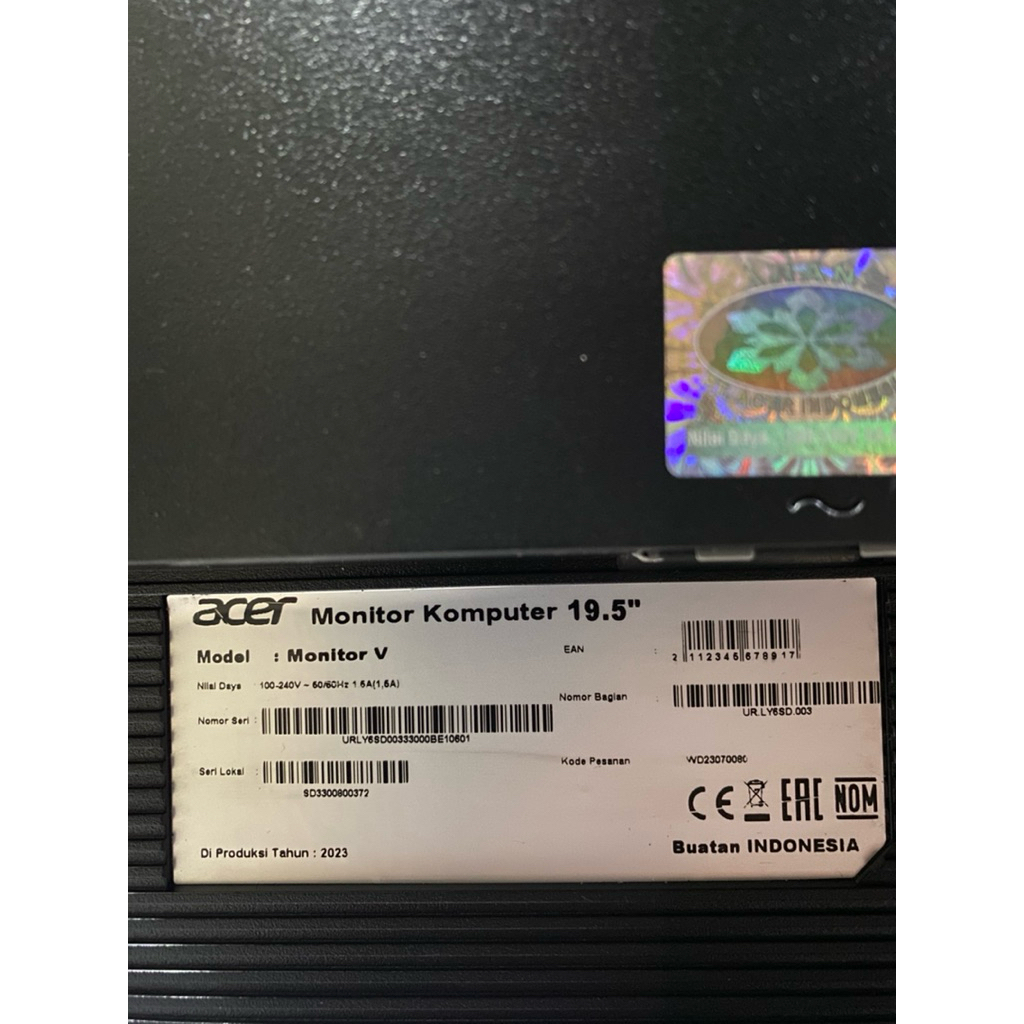 acer Monitor Komputer 19.5"
Model : Monitor V
EAN :
2 112345 678917
Nilai Daya 100-240V ~ 50/60Hz 1.5A(1,5A)
Nomor Bagian :
UR.LY6SD.003
Nomor Seri :
URLY6SD00333000BE10601
Seri Lokal :
SD3300800372
Kode Pesanan WD23070080
CE EAC NOM
Di Produksi Tahun : 2023
Buatan INDONESIA